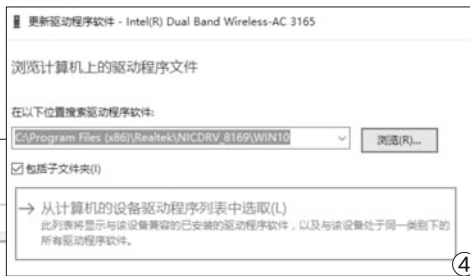 更新驱动程序软件 - Intel(R) Dual Band Wireless-AC 3165
浏览计算机上的驱动程序文件
在以下位置搜索驱动程序软件:
C:\Program Files (x86)\Realtek\NICDRV_8169\WIN10
浏览(R)...
包括子文件夹(I)
→ 从计算机的设备驱动程序列表中选取(L)
此列表将显示与该设备兼容的已安装的驱动程序软件，以及与该设备处于同一类别下的
所有驱动程序软件。
④